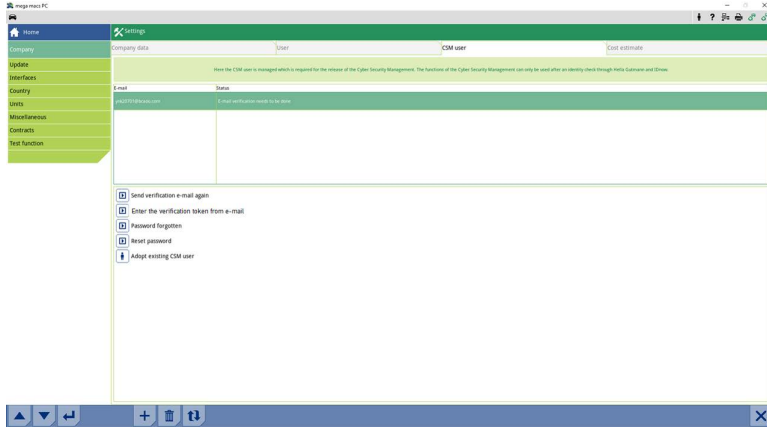 mega macs PC
Home
Settings
Company
Company data
User
CSM user
Cost estimate
Update
Interfaces
Country
Units
Miscellaneous
Contracts
Test function
Here the CSM user is managed which is required for the release of the Cyber Security Management. The functions of the Cyber Security Management can only be used after an identity check through Hella Gutmann and IDnow.
E-mail
Status
E-mail verification needs to be done
Send verification e-mail again
Enter the verification token from e-mail
Password forgotten
Reset password
Adopt existing CSM user